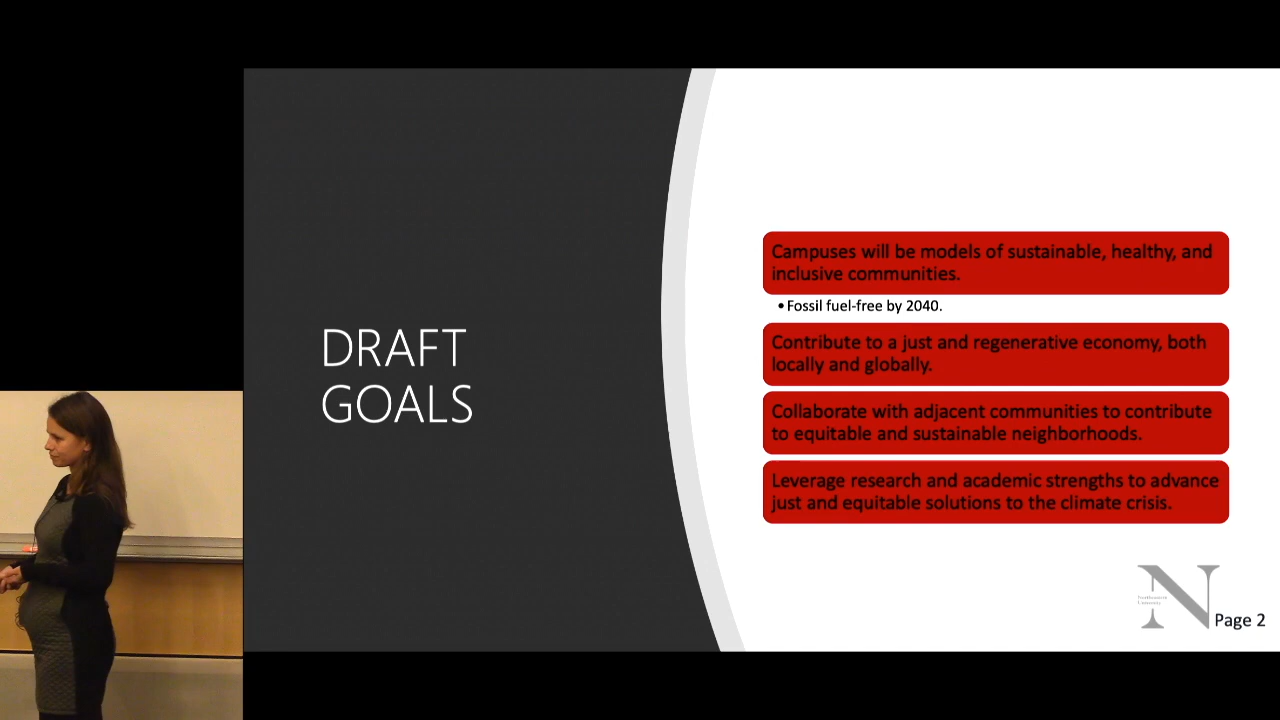 DRAFT
GOALS
Campuses will be models of sustainable, healthy, and
inclusive communities.
•Fossil fuel-free by 2040.
Contribute to a just and regenerative economy, both
locally and globally.
Collaborate with adjacent communities to contribute
to equitable and sustainable neighborhoods.
Leverage research and academic strengths to advance
just and equitable solutions to the climate crisis.
N
Northeastern
University
Page 2